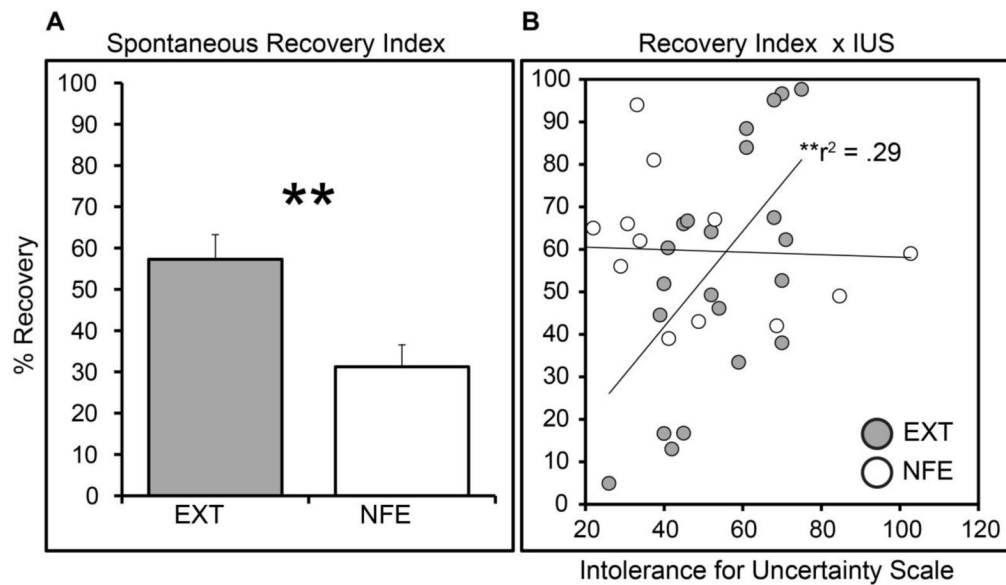 A
Spontaneous Recovery Index
% Recovery
100
90
80
70
60
50
40
30
20
10
0
**
EXT
NFE
B
Recovery Index x IUS
100
90
80
70
60
50
40
30
20
10
0
**r² = .29
EXT
NFE
20
40
60
80
100
120
Intolerance for Uncertainty Scale